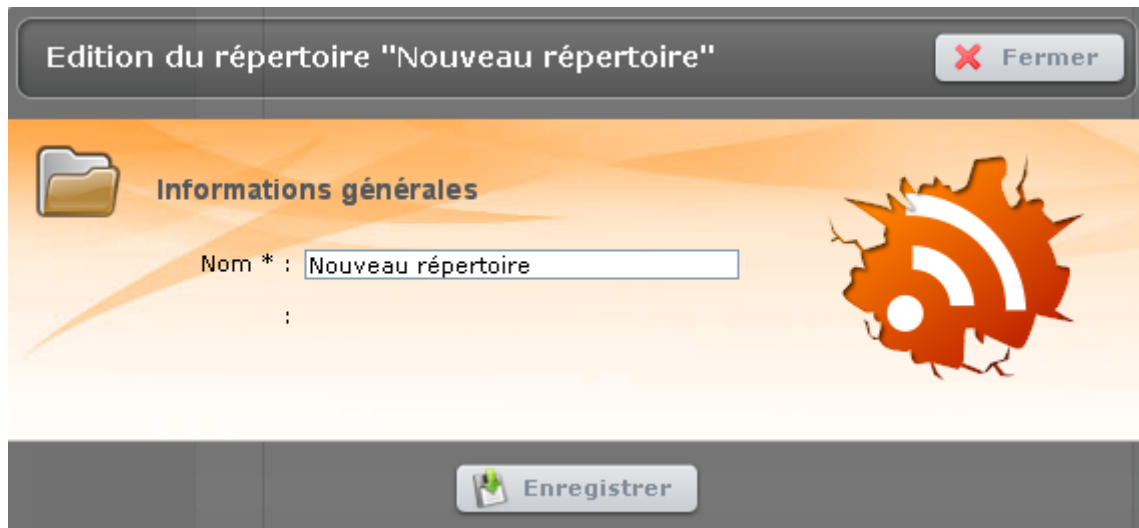 Edition du répertoire "Nouveau répertoire"
Fermer
Informations générales
Nom * : Nouveau répertoire
:
Enregistrer